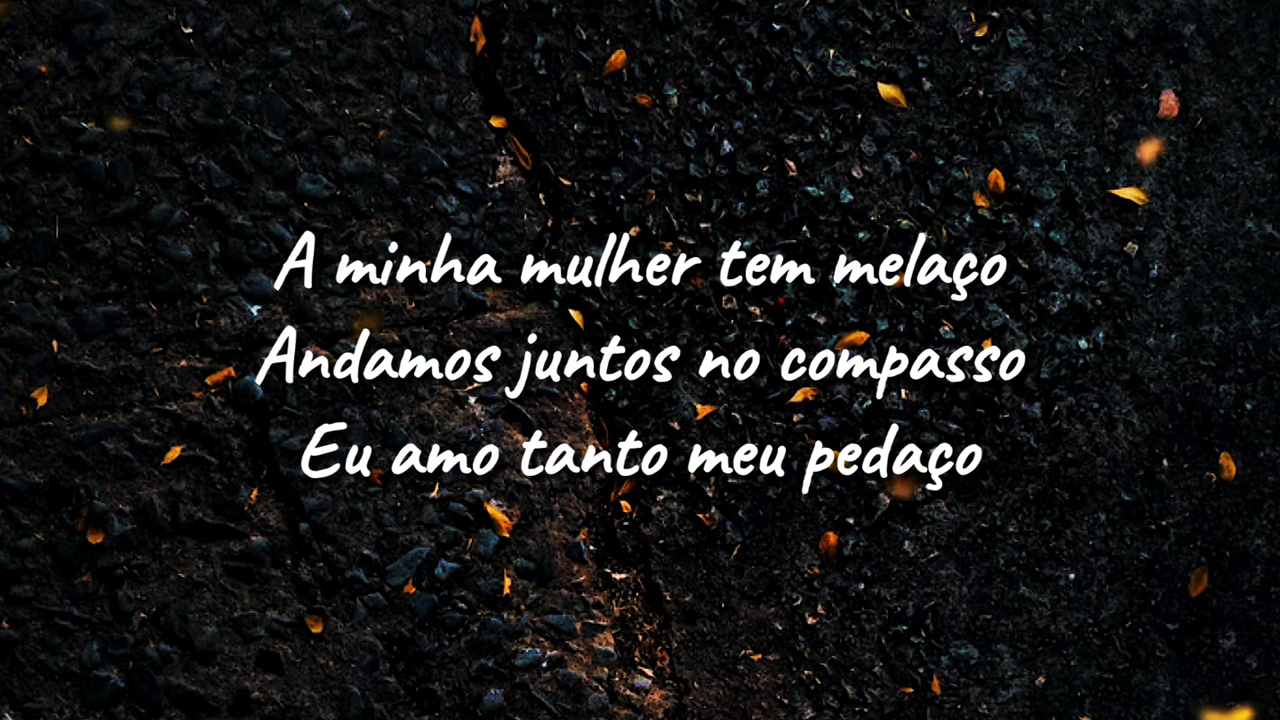 A minha mulher tem melaço
Andamos juntos no compasso
Eu amo tanto meu pedaço